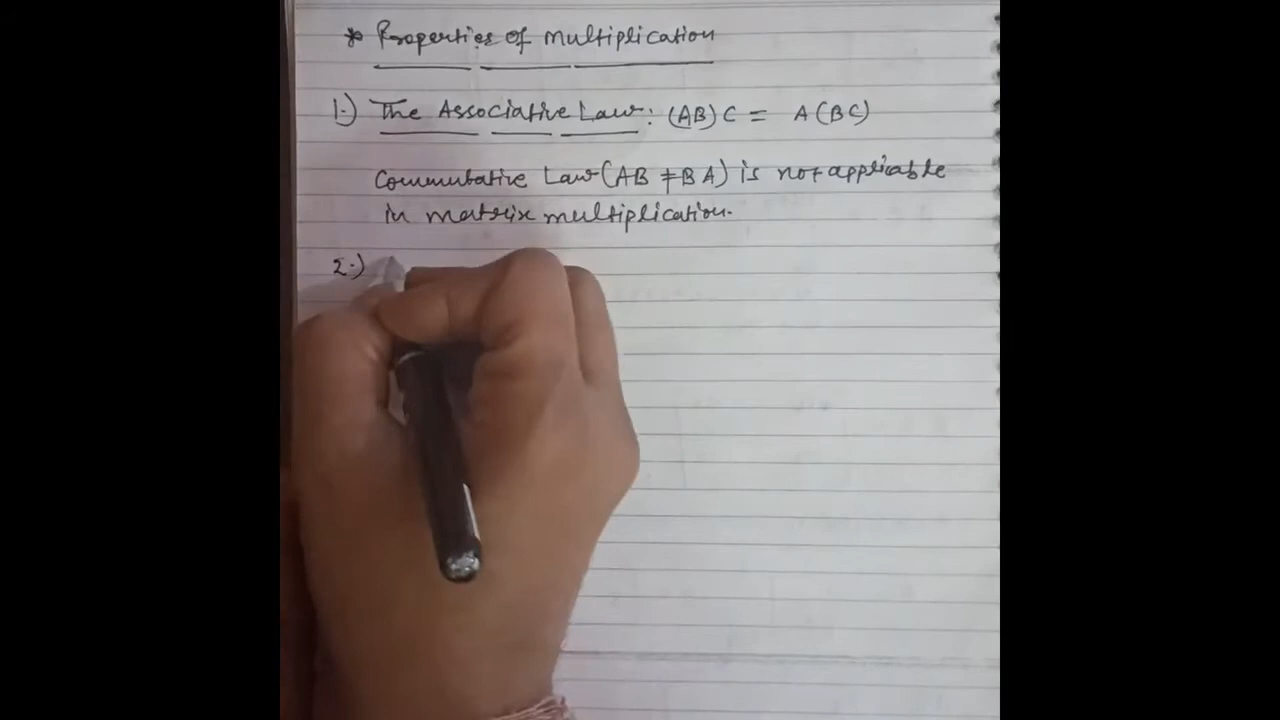 * Properties of Multiplication
1.) The Associative Law: (AB) C = A (BC)
Commutative Law (AB ≠ BA) is not applicable
in matrix multiplication.
2.)